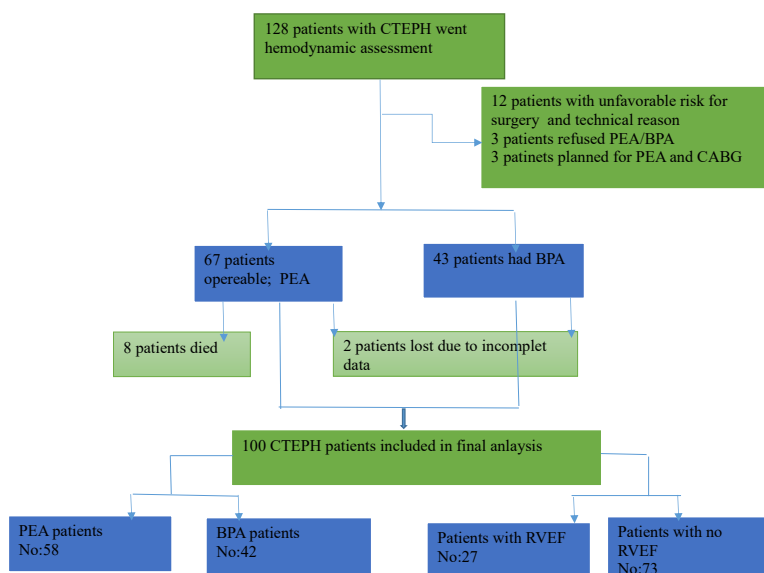 128 patients with CTEPH went
hemodynamic assessment
12 patients with unfavorable risk for
surgery and technical reason
3 patients refused PEA/BPA
3 patinets planned for PEA and CABG
67 patients
opereable; PEA
43 patients had BPA
8 patients died
2 patients lost due to incomplet
data
100 CTEPH patients included in final anlaysis
PEA patients
No:58
BPA patients
No:42
Patients with RVEF
No:27
Patients with no
RVEF
No:73